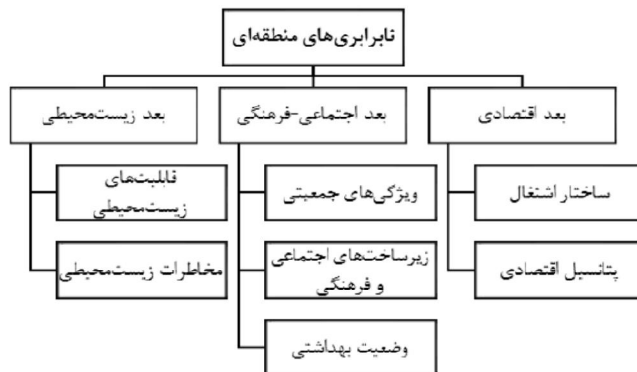 نابرابری‌های منطقه‌ای
بعد اقتصادی
بعد اجتماعی-فرهنگی
بعد زیست‌محیطی
ساختار اشتغال
ویژگی‌های جمعیتی
قابلیت‌های
زیست‌محیطی
پتانسیل اقتصادی
زیرساخت‌های اجتماعی
و فرهنگی
مخاطرات زیست‌محیطی
وضعیت بهداشتی